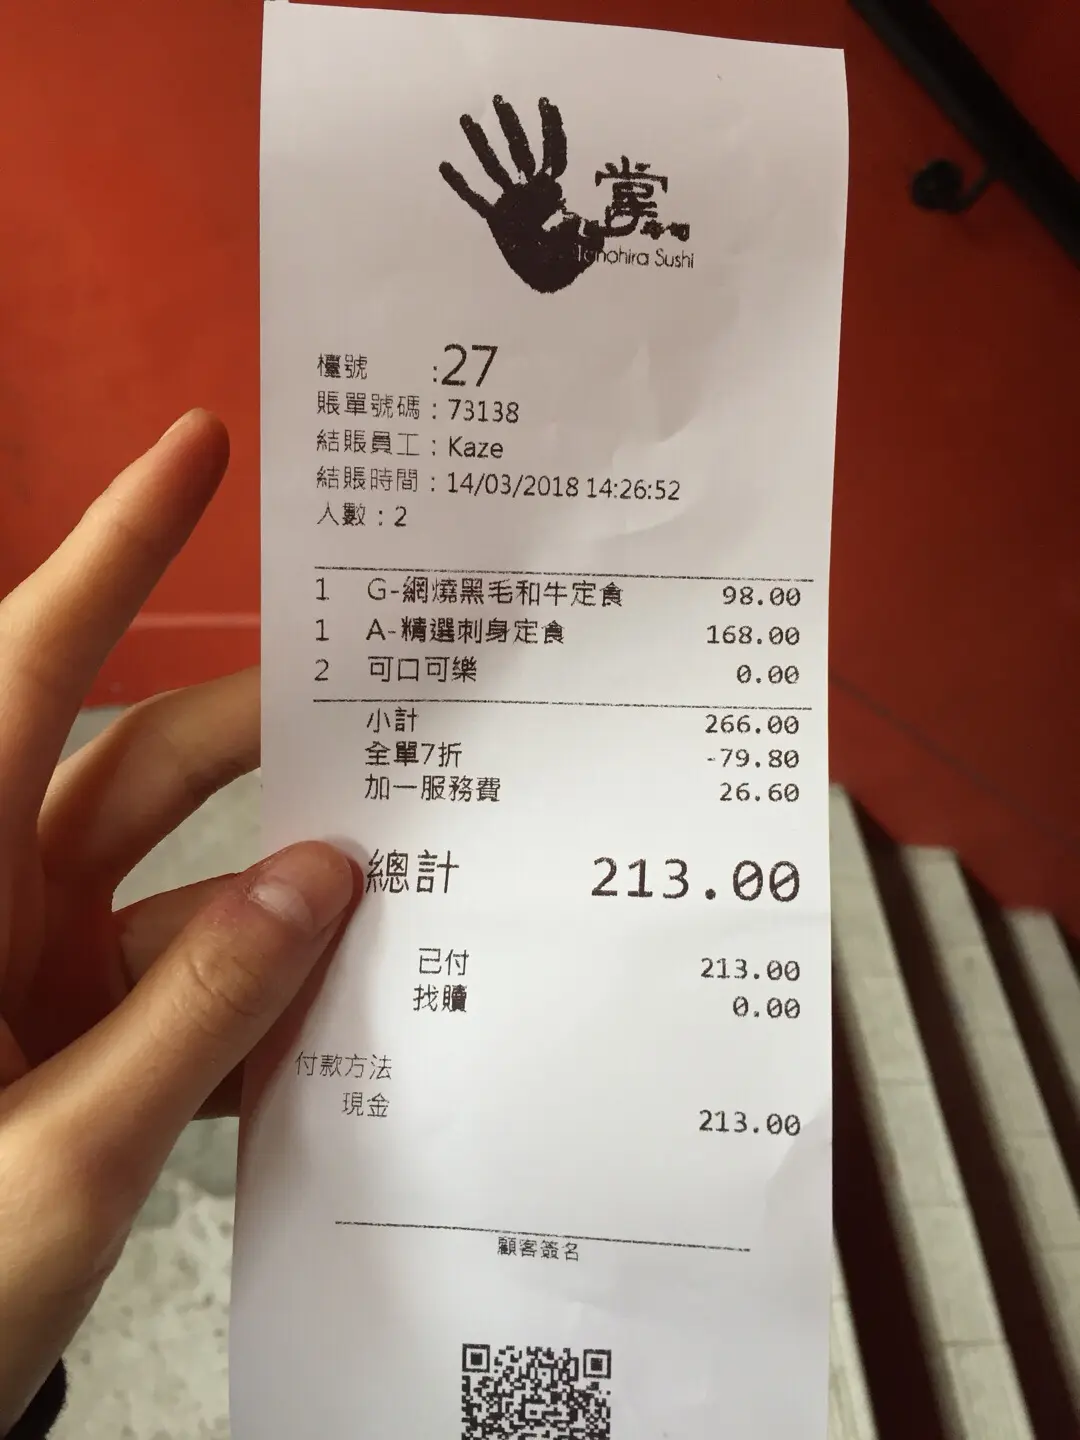 掌
Tanohira Sushi
檯號 :27
賬單號碼 : 73138
結賬員工 : Kaze
結賬時間 : 14/03/2018 14:26:52
人數 : 2
1 G-網燒黑毛和牛定食 98.00
1 A-精選刺身定食 168.00
2 可口可樂 0.00
小計 266.00
全單7折 -79.80
加一服務費 26.60
總計 213.00
已付 213.00
找贖 0.00
付款方法
現金 213.00
顧客簽名